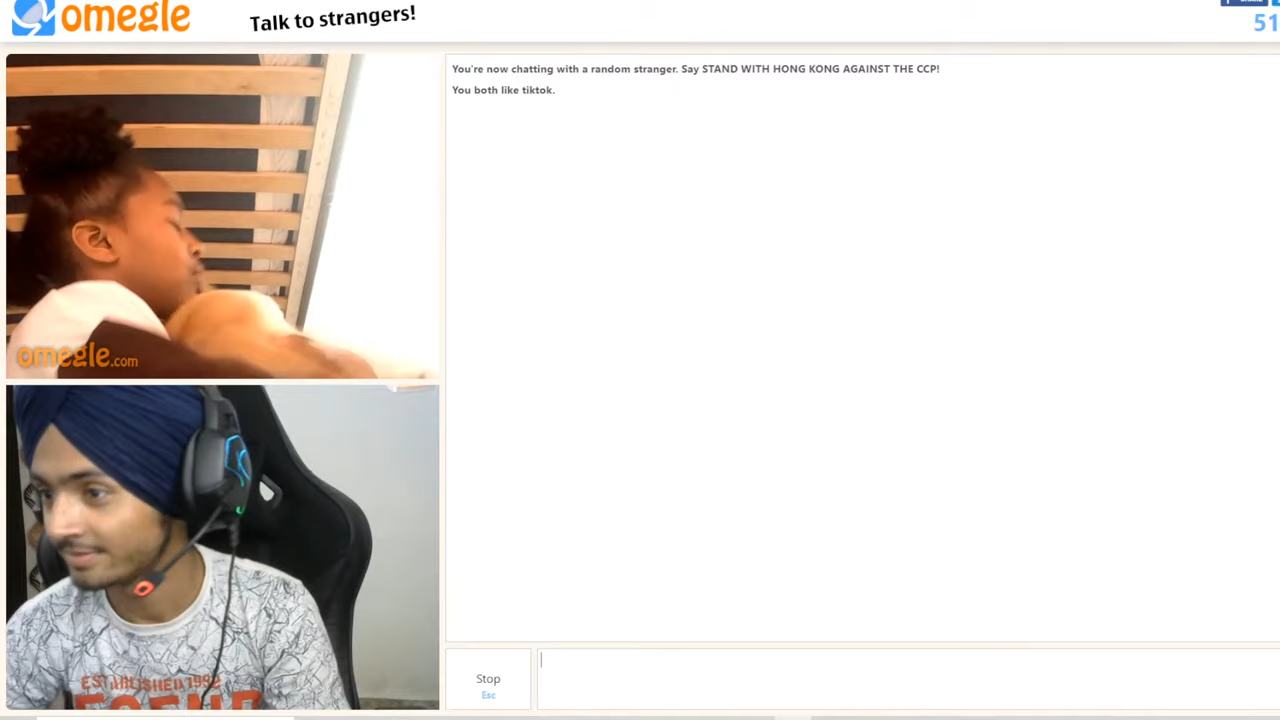 omegle
Talk to strangers!
51
You're now chatting with a random stranger. Say STAND WITH HONG KONG AGAINST THE CCP!
You both like tiktok.
omegle.com
ESTABLISHED 1992
Stop
Esc